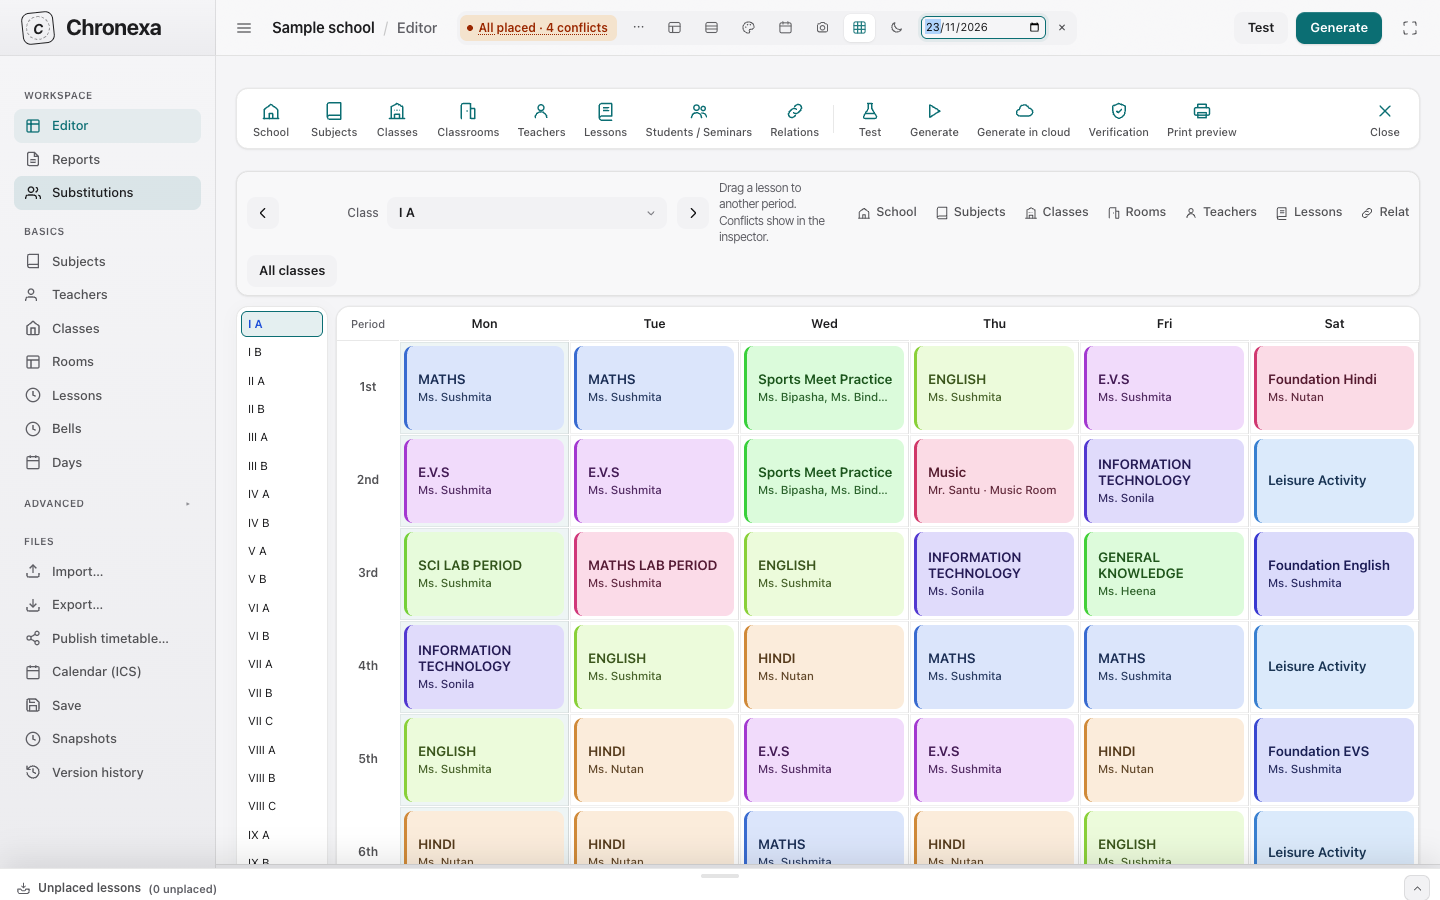 Chronexa
Sample school / Editor
All placed · 4 conflicts
23/11/2026
Test
Generate
WORKSPACE
Editor
Reports
Substitutions
BASICS
Subjects
Teachers
Classes
Rooms
Lessons
Bells
Days
ADVANCED
FILES
Import...
Export...
Publish timetable...
Calendar (ICS)
Save
Snapshots
Version history
School
Subjects
Classes
Classrooms
Teachers
Lessons
Students / Seminars
Relations
Test
Generate
Generate in cloud
Verification
Print preview
Close
Class
I A
Drag a lesson to
another period.
Conflicts show in the
inspector.
School
Subjects
Classes
Rooms
Teachers
Lessons
Relat
All classes
I A
I B
II A
II B
III A
III B
IV A
IV B
V A
V B
VI A
VI B
VII A
VII B
VII C
VIII A
VIII B
VIII C
IX A
IX B
Period Mon Tue Wed Thu Fri Sat
1st
MATHS
Ms. Sushmita
MATHS
Ms. Sushmita
Sports Meet Practice
Ms. Bipasha, Ms. Bind...
ENGLISH
Ms. Sushmita
E.V.S
Ms. Sushmita
Foundation Hindi
Ms. Nutan
2nd
E.V.S
Ms. Sushmita
E.V.S
Ms. Sushmita
Sports Meet Practice
Ms. Bipasha, Ms. Bind...
Music
Mr. Santu · Music Room
INFORMATION
TECHNOLOGY
Ms. Sonila
Leisure Activity
3rd
SCI LAB PERIOD
Ms. Sushmita
MATHS LAB PERIOD
Ms. Sushmita
ENGLISH
Ms. Sushmita
INFORMATION
TECHNOLOGY
Ms. Sonila
GENERAL
KNOWLEDGE
Ms. Heena
Foundation English
Ms. Sushmita
4th
INFORMATION
TECHNOLOGY
Ms. Sonila
ENGLISH
Ms. Sushmita
HINDI
Ms. Nutan
MATHS
Ms. Sushmita
MATHS
Ms. Sushmita
Leisure Activity
5th
ENGLISH
Ms. Sushmita
HINDI
Ms. Nutan
E.V.S
Ms. Sushmita
E.V.S
Ms. Sushmita
HINDI
Ms. Nutan
Foundation EVS
Ms. Sushmita
6th
HINDI
Ms. Nutan
HINDI
Ms. Nutan
MATHS
Ms. Sushmita
HINDI
Ms. Nutan
ENGLISH
Ms. Sushmita
Leisure Activity
Unplaced lessons (0 unplaced)